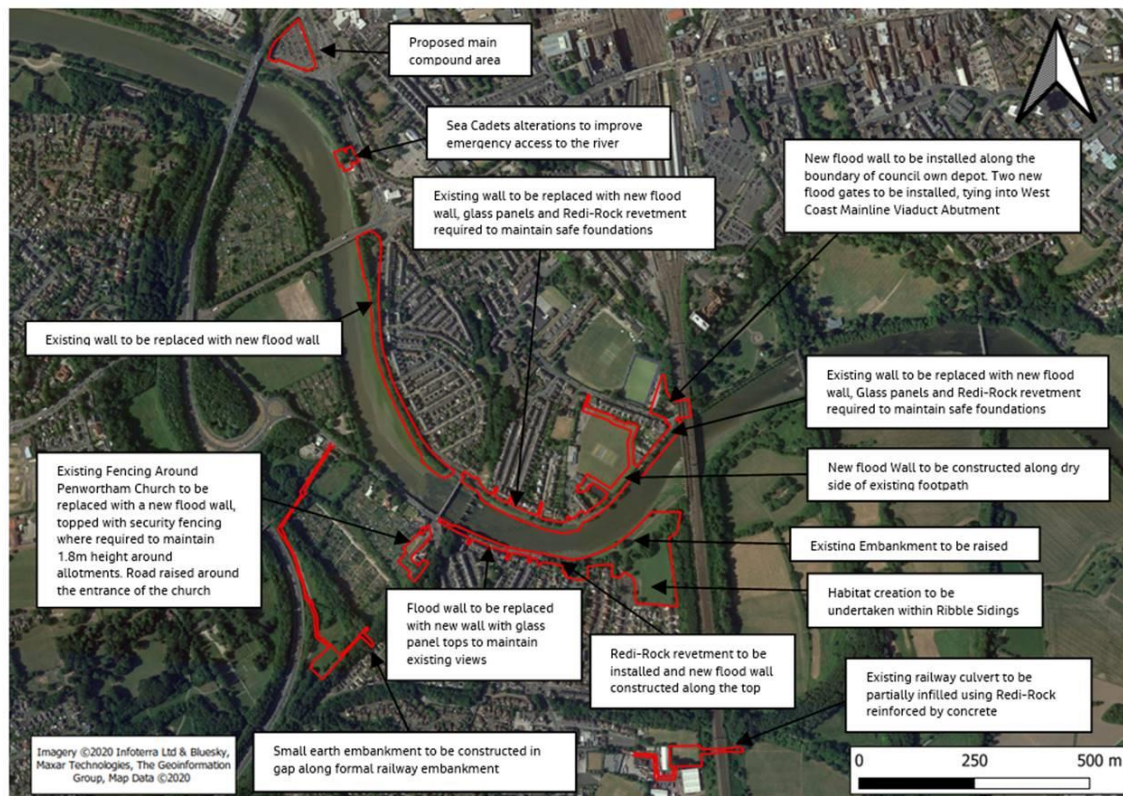 Proposed main
compound area
Sea Cadets alterations to improve
emergency access to the river
Existing wall to be replaced with new flood
wall, glass panels and Redi-Rock revetment
required to maintain safe foundations
New flood wall to be installed along the
boundary of council own depot. Two new
flood gates to be installed, tying into West
Coast Mainline Viaduct Abutment
Existing wall to be replaced with new flood wall
Existing wall to be replaced with new flood
wall, Glass panels and Redi-Rock revetment
required to maintain safe foundations
Existing Fencing Around
Penwortham Church to be
replaced with a new flood wall,
topped with security fencing
where required to maintain
1.8m height around
allotments. Road raised around
the entrance of the church
New flood Wall to be constructed along dry
side of existing footpath
Existing Embankment to be raised
Habitat creation to be
undertaken within Ribble Sidings
Flood wall to be replaced
with new wall with glass
panel tops to maintain
existing views
Redi-Rock revetment to be
installed and new flood wall
constructed along the top
Existing railway culvert to be
partially infilled using Redi-Rock
reinforced by concrete
Small earth embankment to be constructed in
gap along formal railway embankment
Imagery ©2020 Infoterra Ltd & Bluesky,
Maxar Technologies, The Geoinformation
Group, Map Data ©2020
0 250 500 m